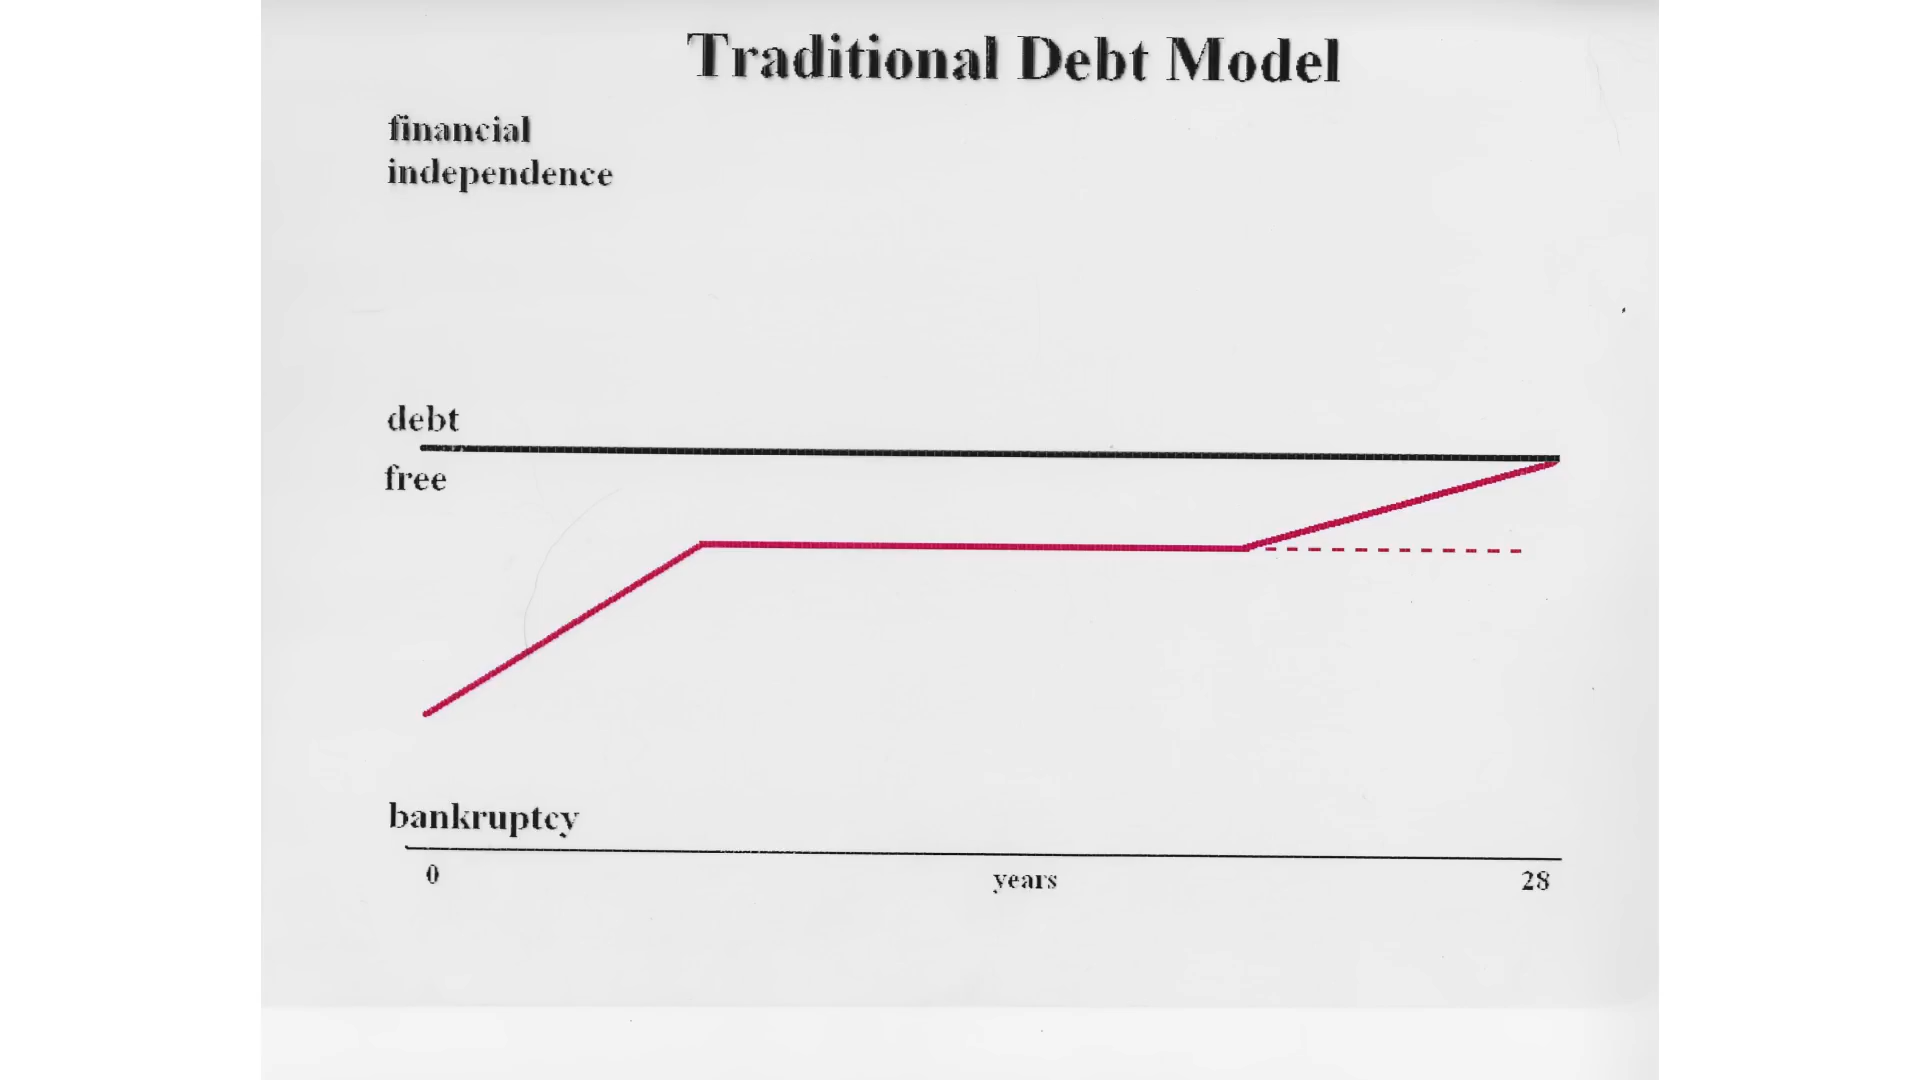 Traditional Debt Model
financial
independence
debt
free
bankruptcy
0 years 28